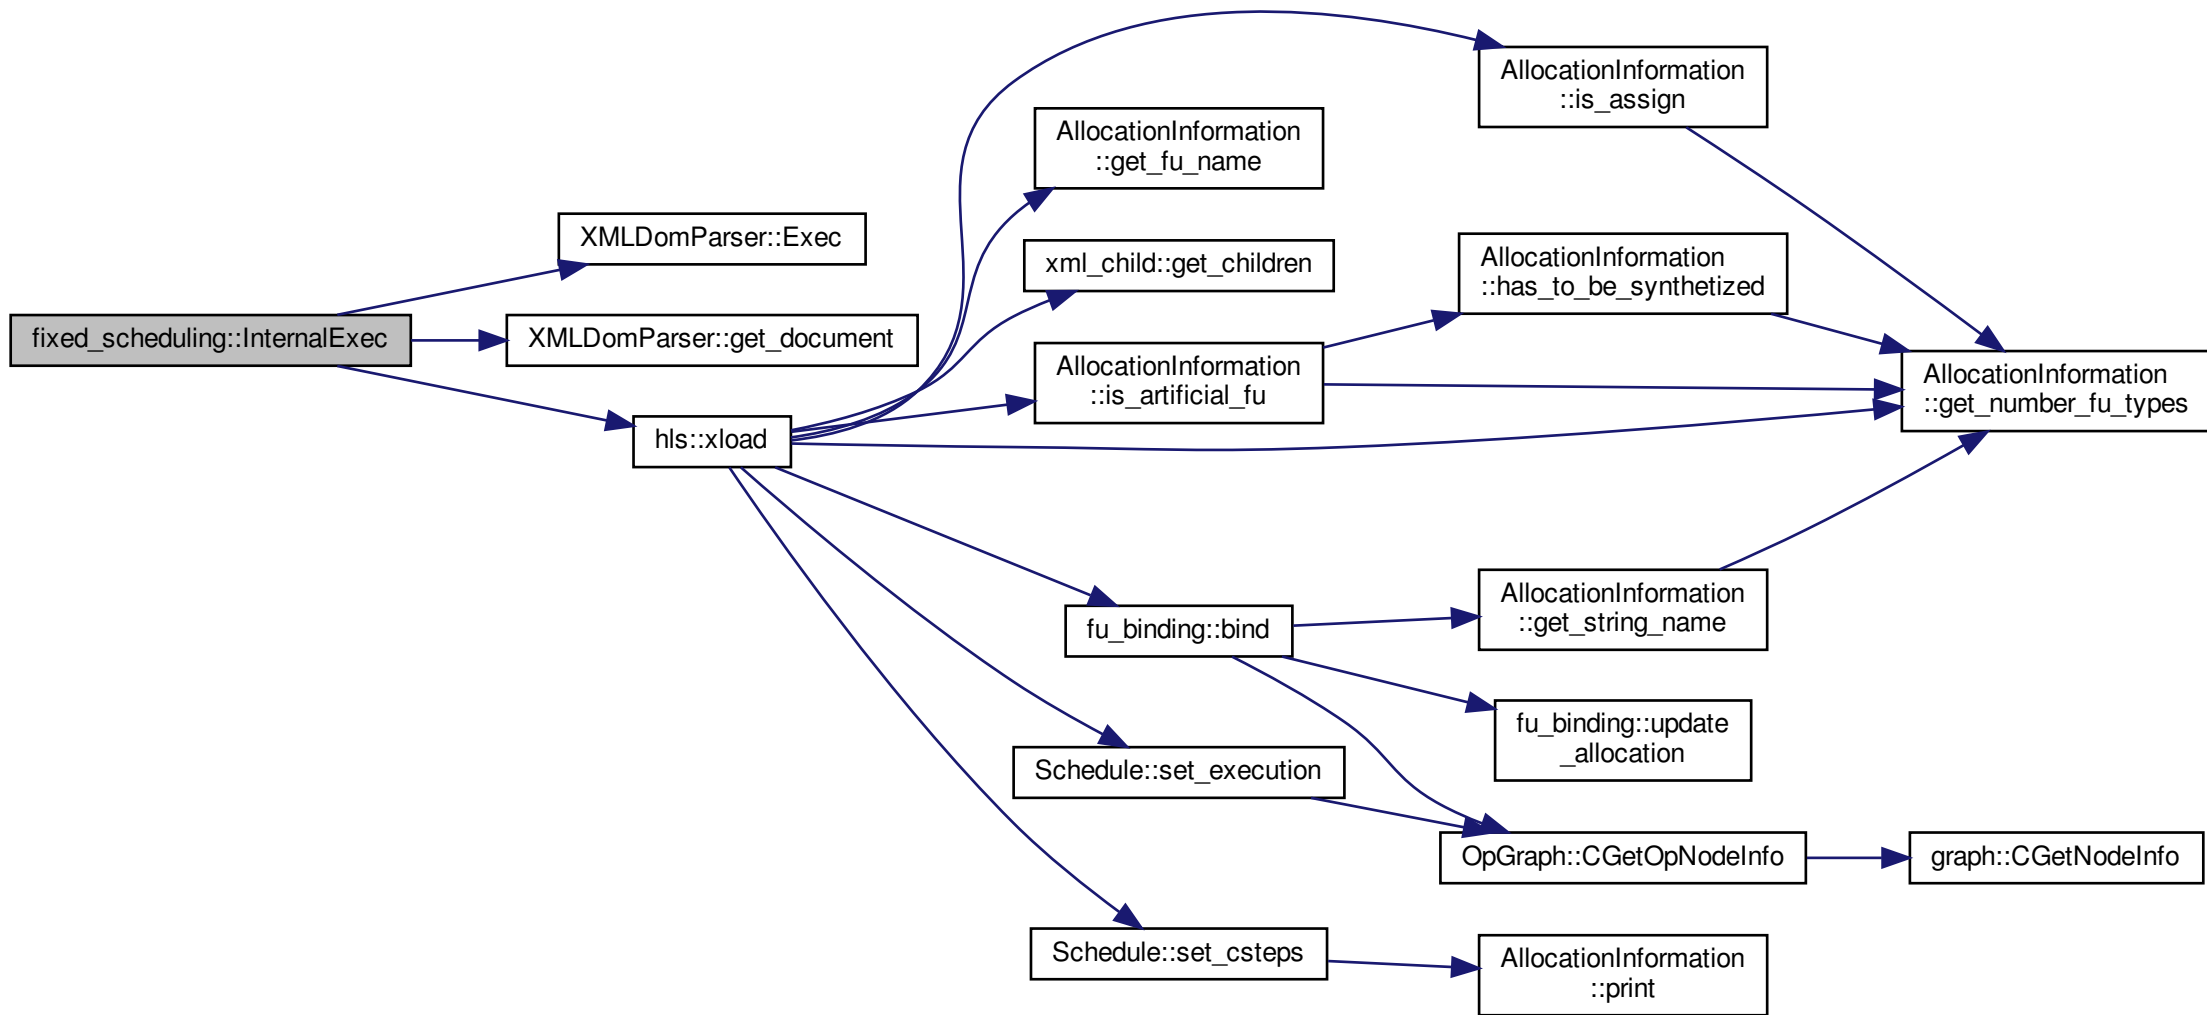 fixed_scheduling::InternalExec
XMLDomParser::Exec
XMLDomParser::get_document
hls::xload
AllocationInformation
::get_fu_name
xml_child::get_children
AllocationInformation
::is_artificial_fu
fu_binding::bind
Schedule::set_execution
Schedule::set_csteps
AllocationInformation
::is_assign
AllocationInformation
::has_to_be_synthetized
AllocationInformation
::get_string_name
fu_binding::update
_allocation
OpGraph::CGetOpNodeInfo
AllocationInformation
::print
AllocationInformation
::get_number_fu_types
graph::CGetNodeInfo